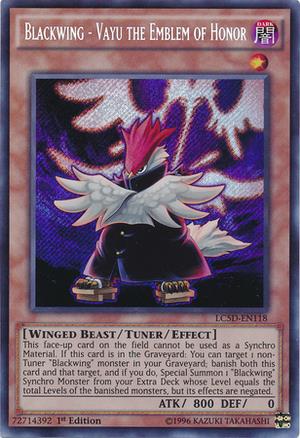 Blackwing - Vayu the Emblem of Honor
DARK
闇
LC5D-EN118
[Winged Beast/Tuner/Effect]
This face-up card on the field cannot be used as a Synchro
Material. If this card is in the Graveyard: You can target 1 non-
Tuner "Blackwing" monster in your Graveyard; banish both this
card and that target, and if you do, Special Summon 1 "Blackwing"
Synchro Monster from your Extra Deck whose Level equals the
total Levels of the banished monsters, but its effects are negated.
ATK/ 800 DEF/ 0
72714392 1st Edition ©1996 KAZUKI TAKAHASHI